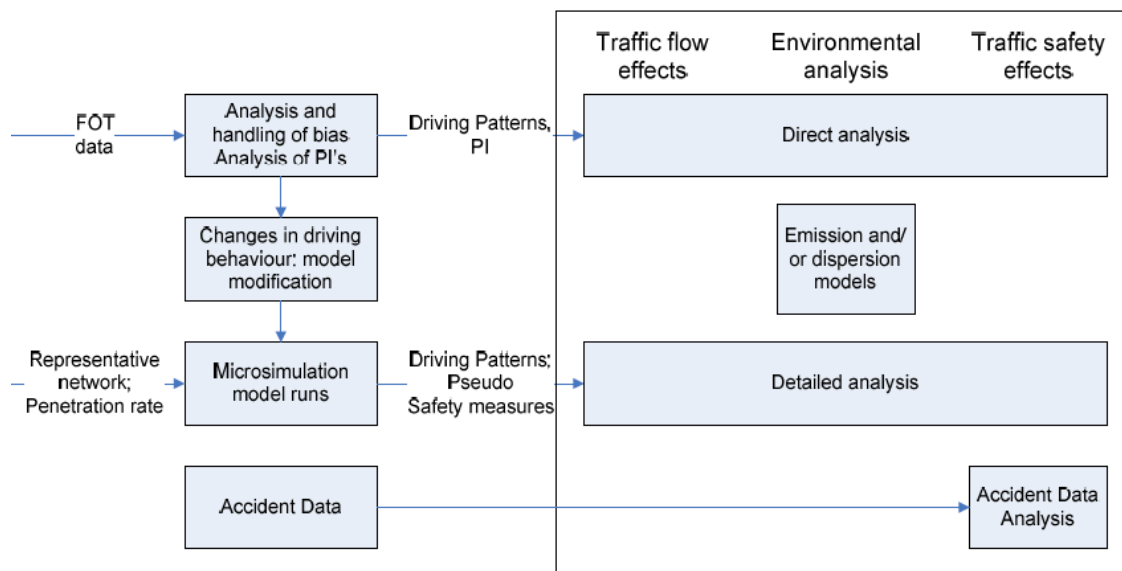 Traffic flow
effects
Environmental
analysis
Traffic safety
effects
FOT
data
Analysis and
handling of bias
Analysis of PI's
Driving Patterns,
PI
Direct analysis
Changes in driving
behaviour: model
modification
Emission and/
or dispersion
models
Representative
network;
Penetration rate
Microsimulation
model runs
Driving Patterns;
Pseudo
Safety measures
Detailed analysis
Accident Data
Accident Data
Analysis